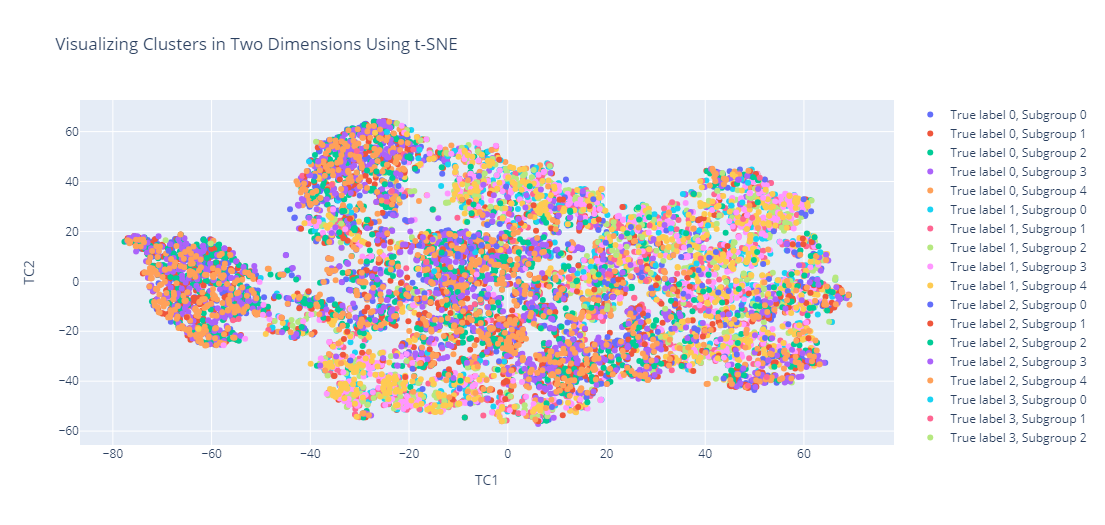 Visualizing Clusters in Two Dimensions Using t-SNE
TC2
60
40
20
0
−20
−40
−60
−80
−60
−40
−20
0
20
40
60
TC1
True label 0, Subgroup 0
True label 0, Subgroup 1
True label 0, Subgroup 2
True label 0, Subgroup 3
True label 0, Subgroup 4
True label 1, Subgroup 0
True label 1, Subgroup 1
True label 1, Subgroup 2
True label 1, Subgroup 3
True label 1, Subgroup 4
True label 2, Subgroup 0
True label 2, Subgroup 1
True label 2, Subgroup 2
True label 2, Subgroup 3
True label 2, Subgroup 4
True label 3, Subgroup 0
True label 3, Subgroup 1
True label 3, Subgroup 2